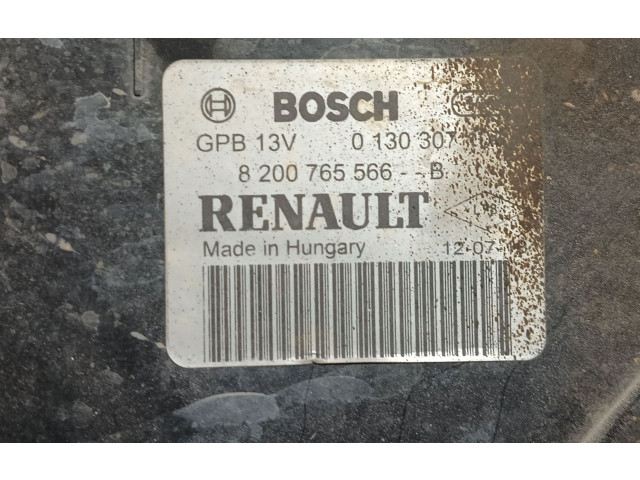 BOSCH
GPB 13V 0 130 307
8 200 765 566 - - B
RENAULT
Made in Hungary 12-07-